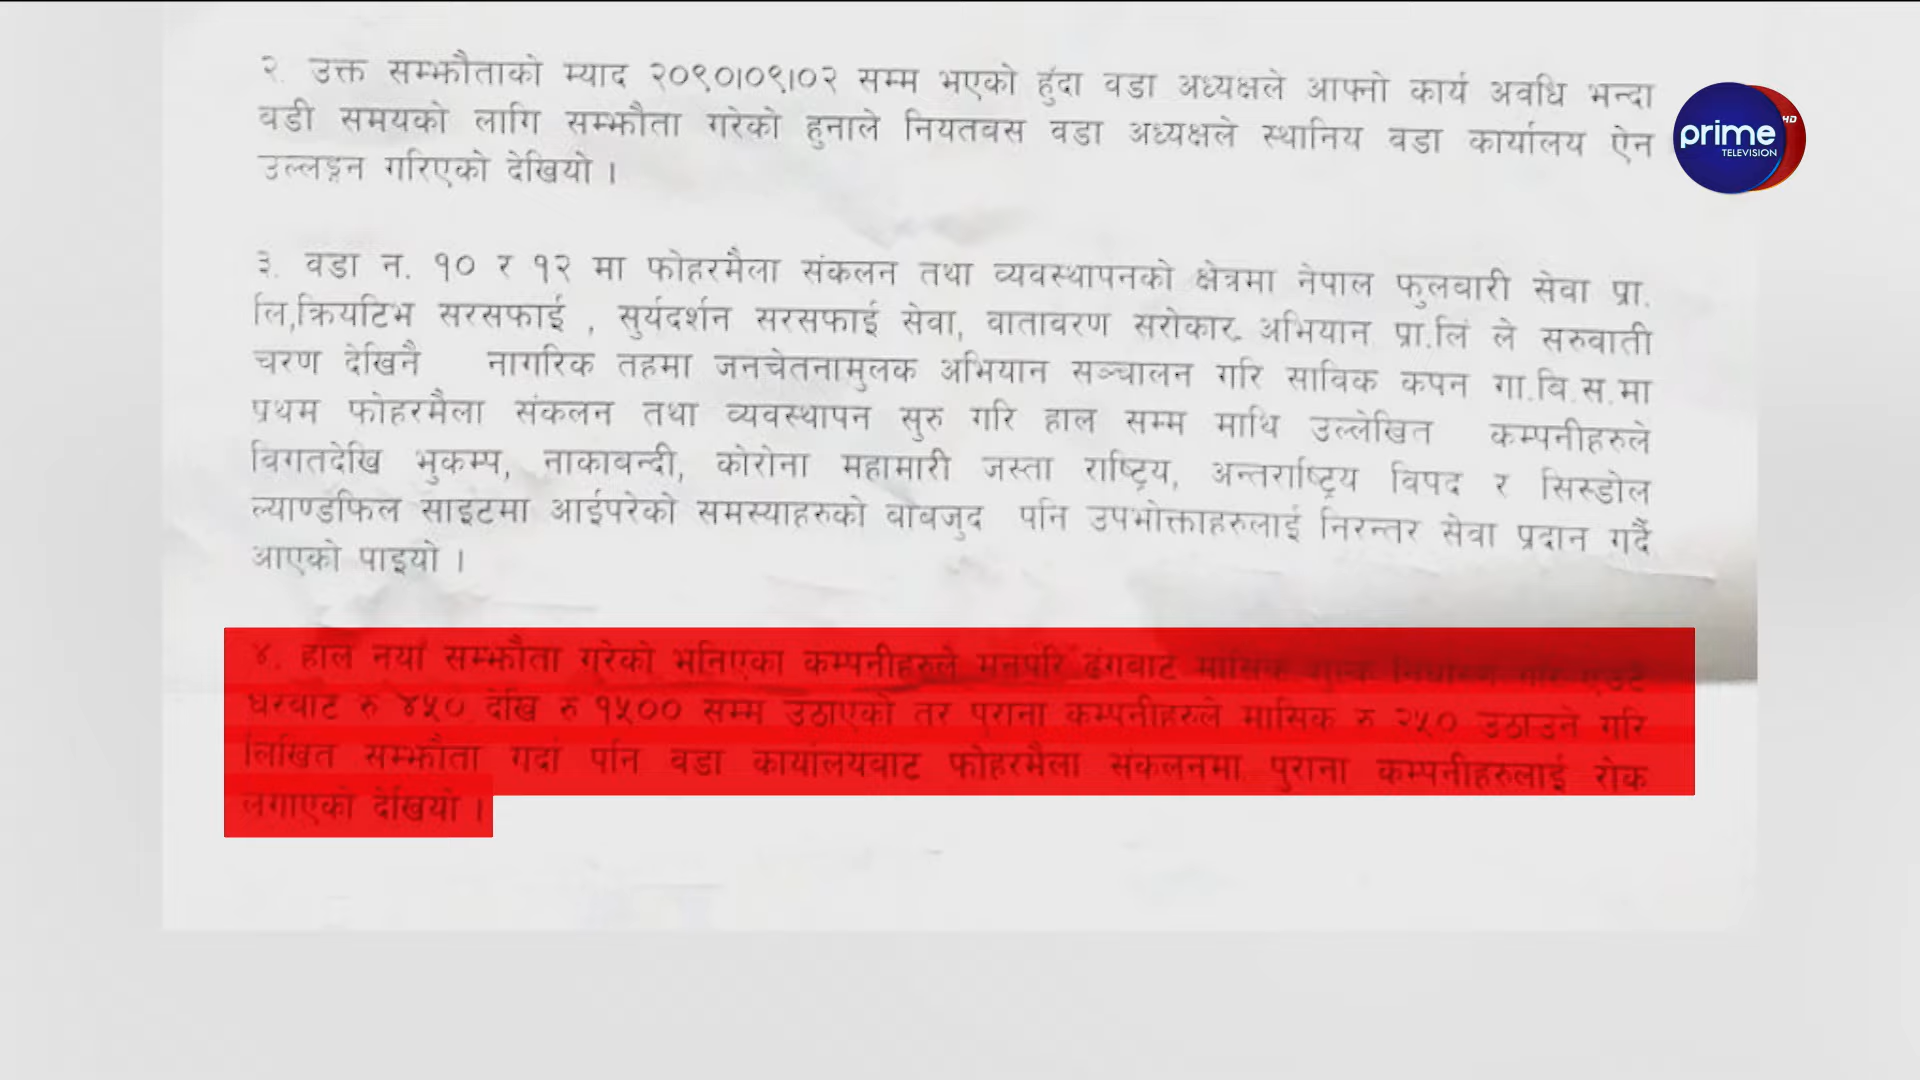 २. उक्त सम्झौताको म्याद २०९०।०९।०२ सम्म भएको हुँदा वडा अध्यक्षले आफ्नो कार्य अवधि भन्दा
बडी समयको लागि सम्झौता गरेको हुनाले नियतबस वडा अध्यक्षले स्थानिय वडा कार्यालय ऐन
उल्लङ्घन गरिएको देखियो ।
३. वडा न. १० र १२ मा फोहरमैला संकलन तथा व्यवस्थापनको क्षेत्रमा नेपाल फुलबारी सेवा प्रा.
लि,क्रियटिभ सरसफाई , सुर्यदर्शन सरसफाई सेवा, वातावरण सरोकार अभियान प्रा.लि ले सरुवाती
चरण देखिनै नागरिक तहमा जनचेतनामुलक अभियान सञ्चालन गरि साविक कपन गा.वि.स.मा
प्रथम फोहरमैला संकलन तथा व्यवस्थापन सुरु गरि हाल सम्म माथि उल्लेखित कम्पनीहरुले
विगतदेखि भुकम्प, नाकाबन्दी, कोरोना महामारी जस्ता राष्ट्रिय, अन्तराष्ट्रिय विपद र सिस्डोल
ल्याण्डफिल साइटमा आईपरेको समस्याहरुको बाबजुद पनि उपभोक्ताहरुलाई निरन्तर सेवा प्रदान गर्दै
आएको पाइयो ।
४. हाल नयाँ सम्झौता गरेको भनिएका कम्पनीहरुले मनपरि ढंगबाट मासिक
घरबाट रु ४५० देखि रु १५०० सम्म उठाएको तर पुराना कम्पनीहरुले मासिक रु २५० उठाउने गरि
लिखित सम्झौता गर्दा पनि वडा कार्यालयबाट फोहरमैला संकलनमा पुराना कम्पनीहरुलाई रोक
लगाएको देखियो ।
prime HD
TELEVISION